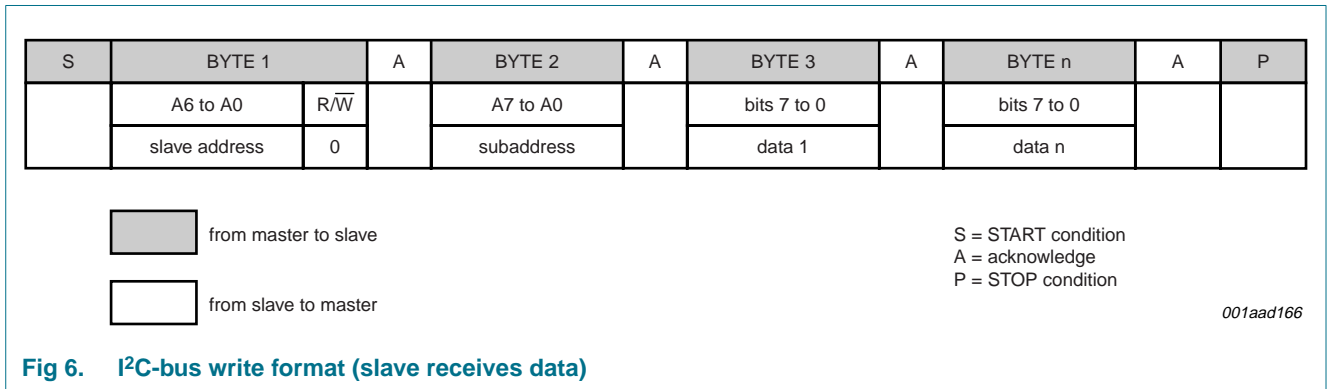 S BYTE 1 A BYTE 2 A BYTE 3 A BYTE n A P
A6 to A0 R/W̅ A7 to A0 bits 7 to 0 bits 7 to 0
slave address 0 subaddress data 1 data n
from master to slave
from slave to master
S = START condition
A = acknowledge
P = STOP condition
001aad166
Fig 6. I²C-bus write format (slave receives data)